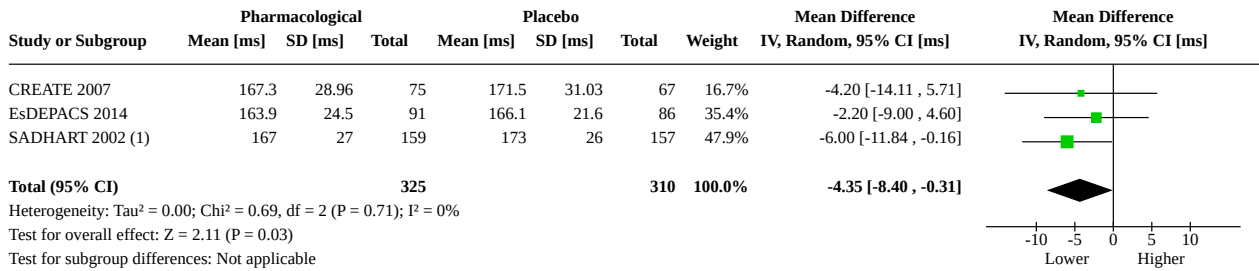 Pharmacological Placebo Mean Difference Mean Difference
Study or Subgroup Mean [ms] SD [ms] Total Mean [ms] SD [ms] Total Weight IV, Random, 95% CI [ms] IV, Random, 95% CI [ms]
CREATE 2007 167.3 28.96 75 171.5 31.03 67 16.7% -4.20 [-14.11 , 5.71]
EsDEPACS 2014 163.9 24.5 91 166.1 21.6 86 35.4% -2.20 [-9.00 , 4.60]
SADHART 2002 (1) 167 27 159 173 26 157 47.9% -6.00 [-11.84 , -0.16]
Total (95% CI) 325 310 100.0% -4.35 [-8.40 , -0.31]
Heterogeneity: Tau² = 0.00; Chi² = 0.69, df = 2 (P = 0.71); I² = 0%
Test for overall effect: Z = 2.11 (P = 0.03)
Test for subgroup differences: Not applicable
-10 -5 0 5 10
Lower Higher